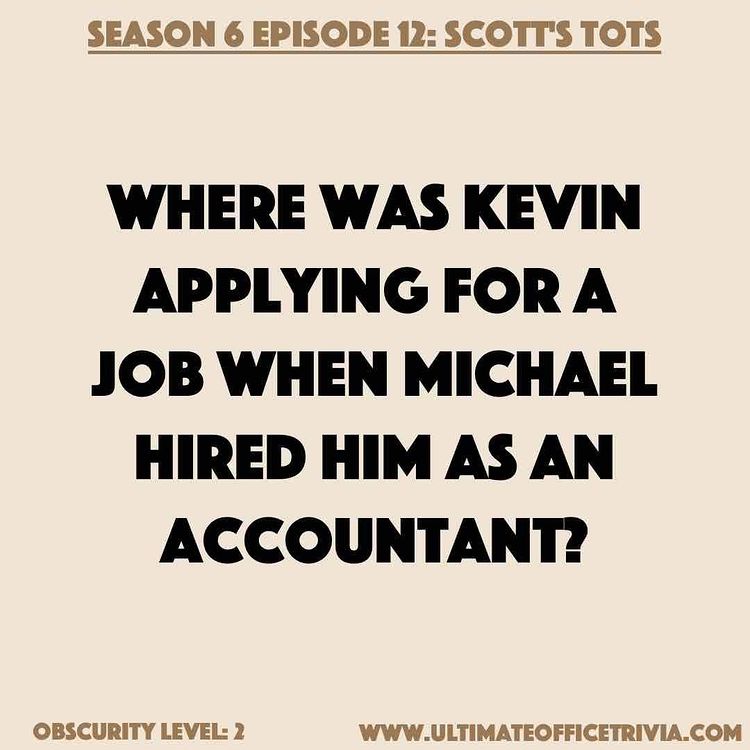 SEASON 6 EPISODE 12: SCOTT'S TOTS
WHERE WAS KEVIN
APPLYING FOR A
JOB WHEN MICHAEL
HIRED HIM AS AN
ACCOUNTANT?
OBSCURITY LEVEL: 2
WWW.ULTIMATEOFFICETRIVIA.COM